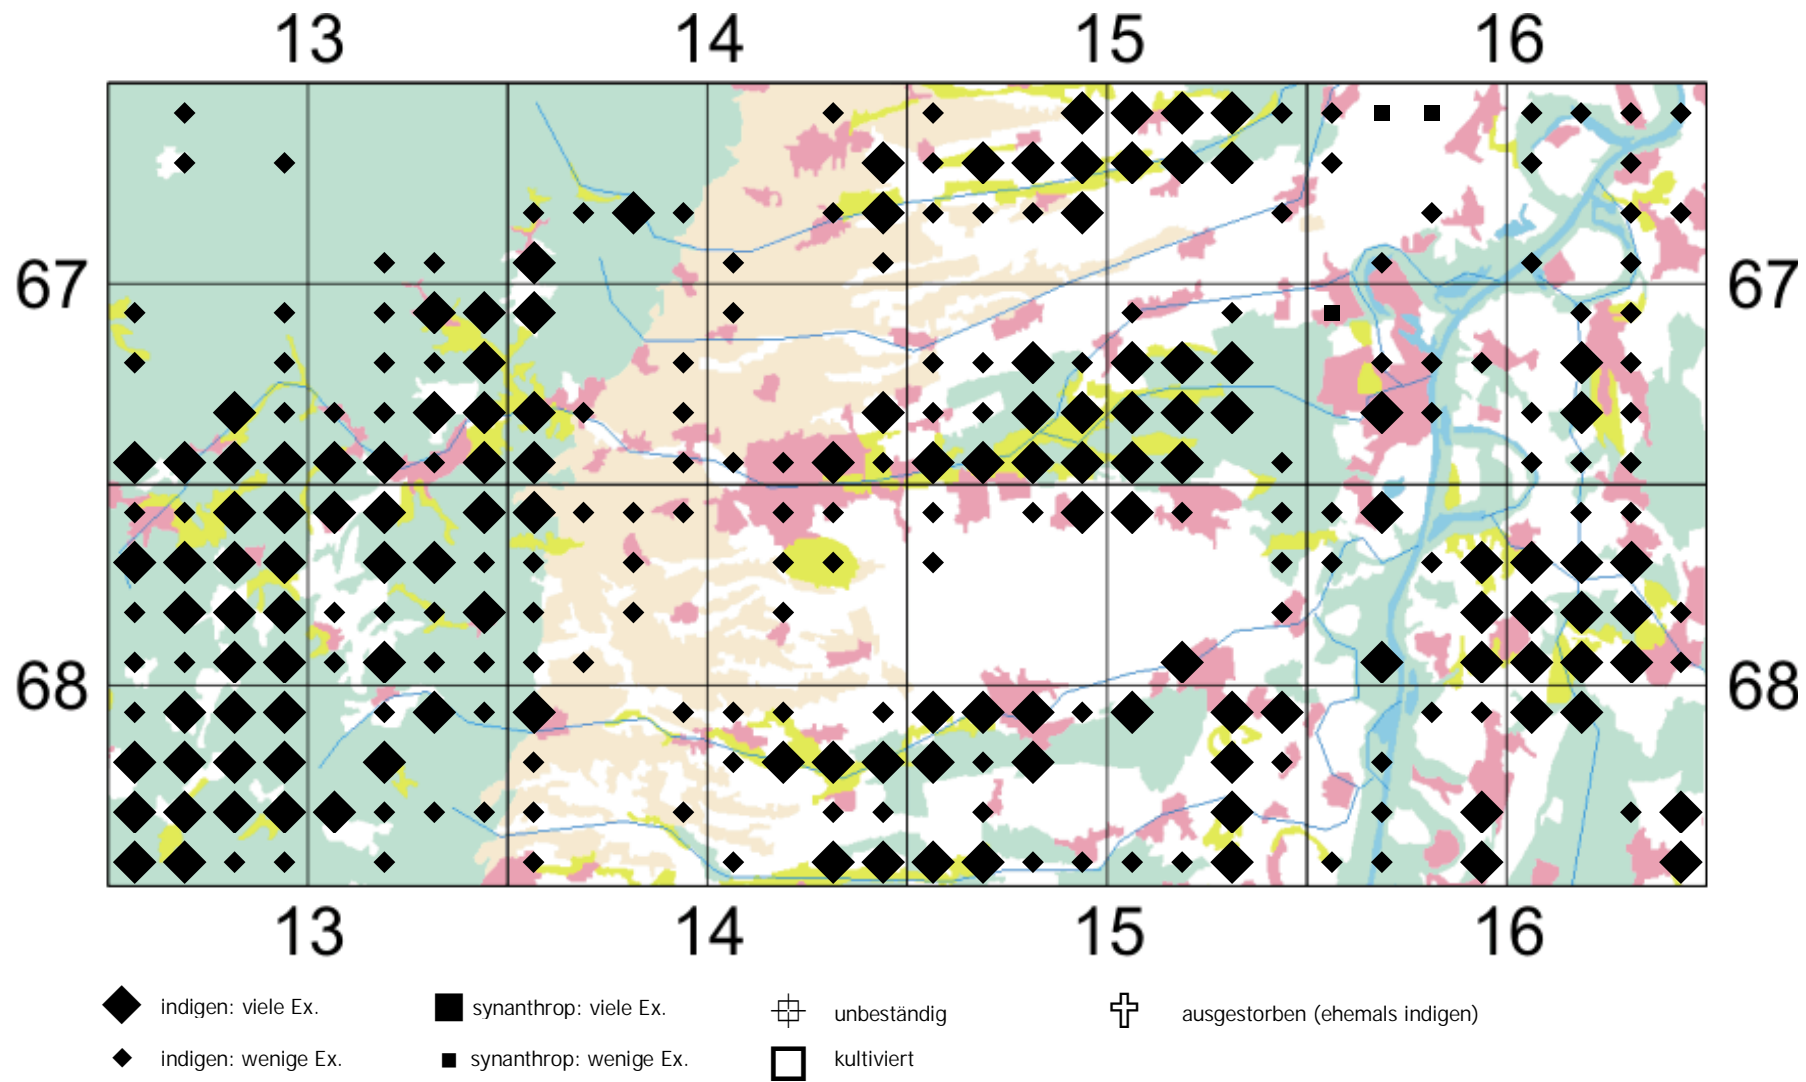 13 14 15 16
67 67
68 68
13 14 15 16
indigen: viele Ex. synanthrop: viele Ex. unbeständig ausgestorben (ehemals indigen)
indigen: wenige Ex. synanthrop: wenige Ex. kultiviert